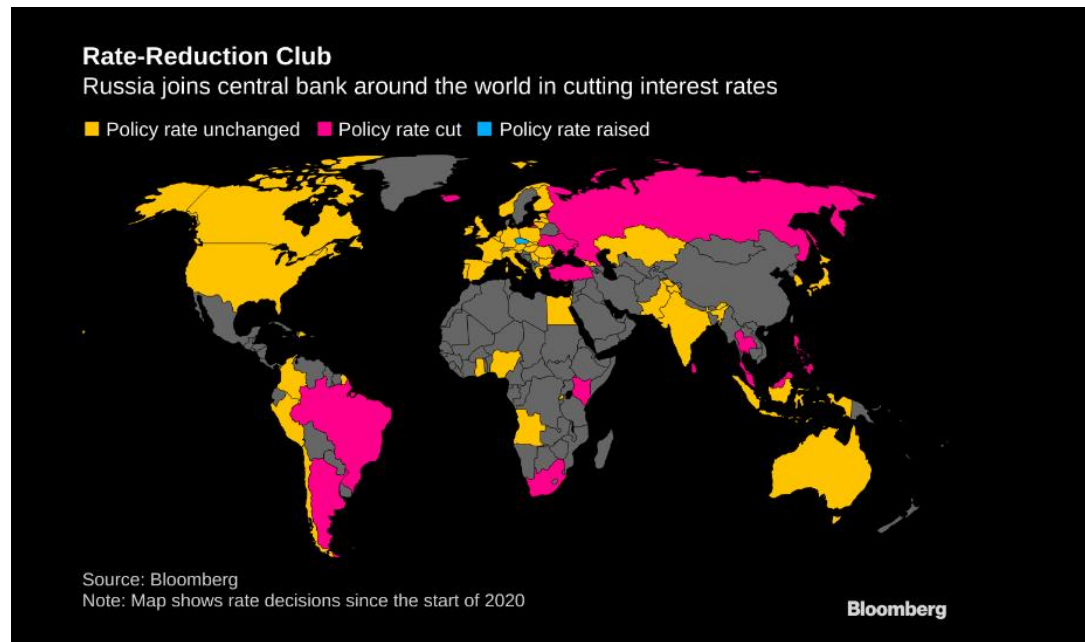 Rate-Reduction Club
Russia joins central bank around the world in cutting interest rates
Policy rate unchanged Policy rate cut Policy rate raised
Source: Bloomberg
Note: Map shows rate decisions since the start of 2020
Bloomberg